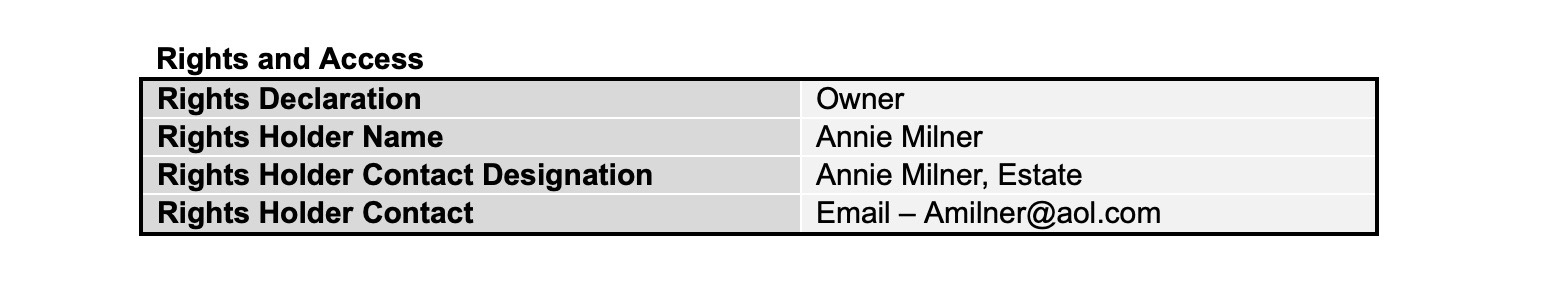 Rights and Access
Rights Declaration Owner
Rights Holder Name Annie Milner
Rights Holder Contact Designation Annie Milner, Estate
Rights Holder Contact Email – Amilner@aol.com